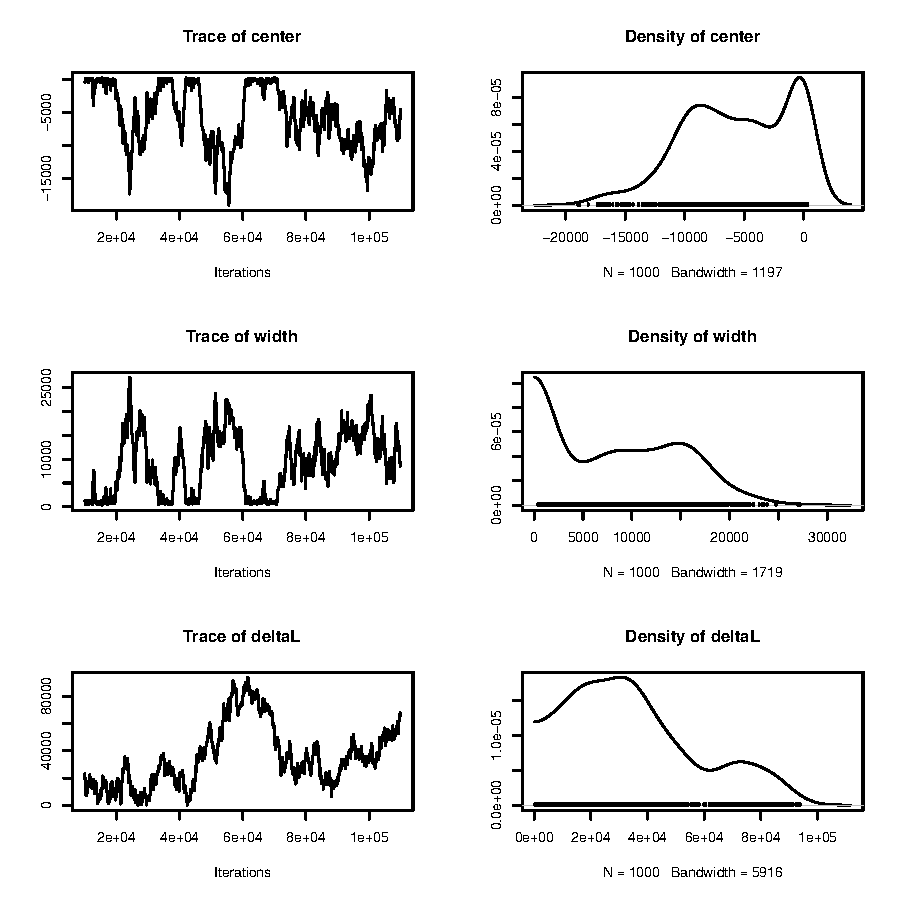 Trace of center
−5000
−15000
2e+04 4e+04 6e+04 8e+04 1e+05
Iterations
Density of center
8e−05
4e−05
0e+00
−20000 −15000 −10000 −5000 0
N = 1000 Bandwidth = 1197
Trace of width
25000
10000
0
2e+04 4e+04 6e+04 8e+04 1e+05
Iterations
Density of width
6e−05
0e+00
0 5000 10000 20000 30000
N = 1000 Bandwidth = 1719
Trace of deltaL
80000
40000
0
2e+04 4e+04 6e+04 8e+04 1e+05
Iterations
Density of deltaL
1.0e−05
0.0e+00
0e+00 2e+04 4e+04 6e+04 8e+04 1e+05
N = 1000 Bandwidth = 5916